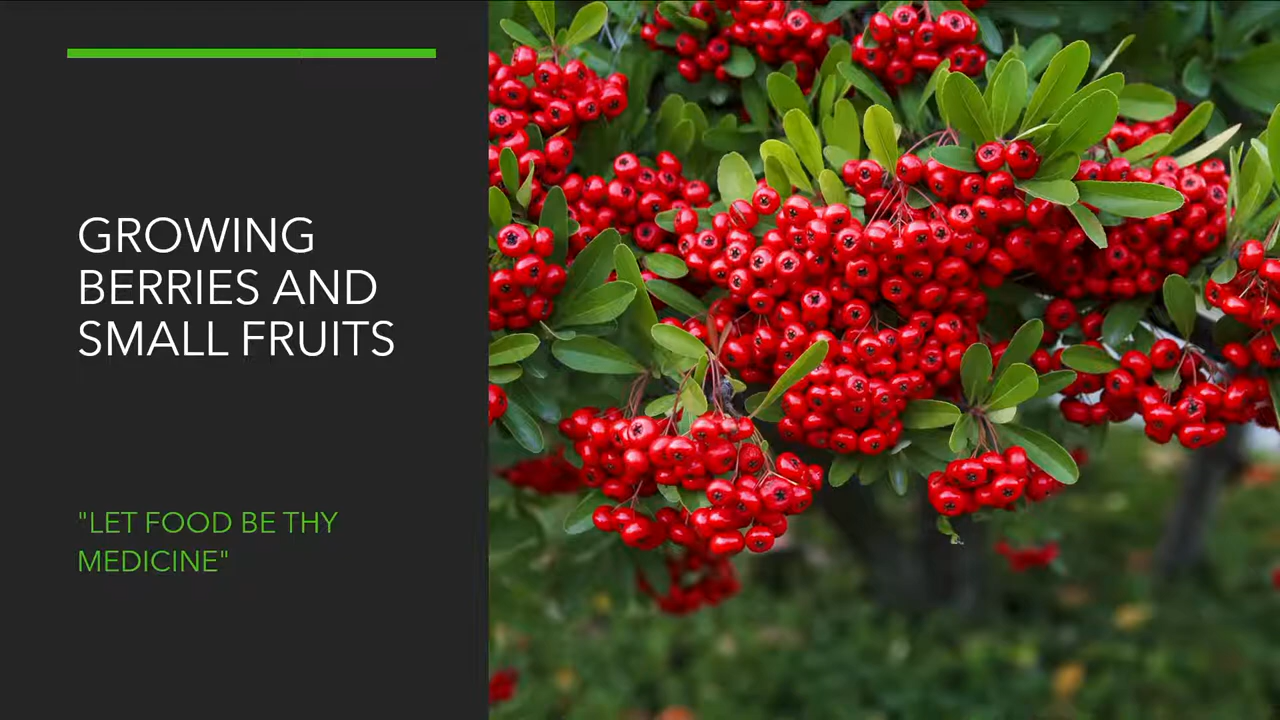 GROWING
BERRIES AND
SMALL FRUITS
"LET FOOD BE THY
MEDICINE"